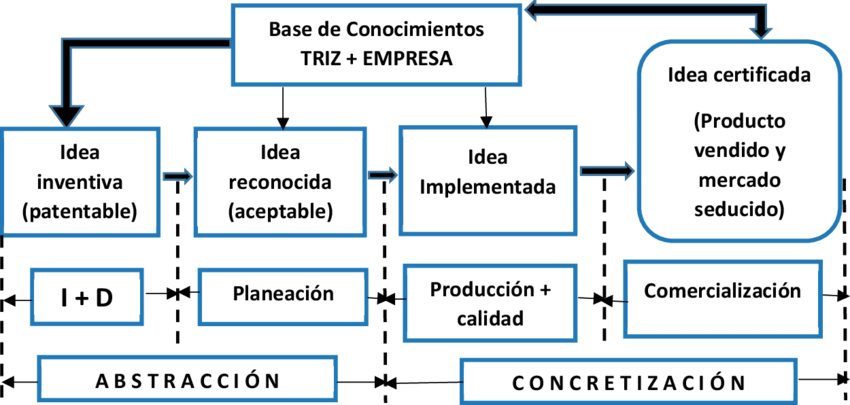 Base de Conocimientos
TRIZ + EMPRESA
Idea certificada
(Producto
vendido y
mercado
seducido)
Idea
inventiva
(patentable)
Idea
reconocida
(aceptable)
Idea
Implementada
I + D
Planeación
Producción +
calidad
Comercialización
ABSTRACCIÓN
CONCRETIZACIÓN